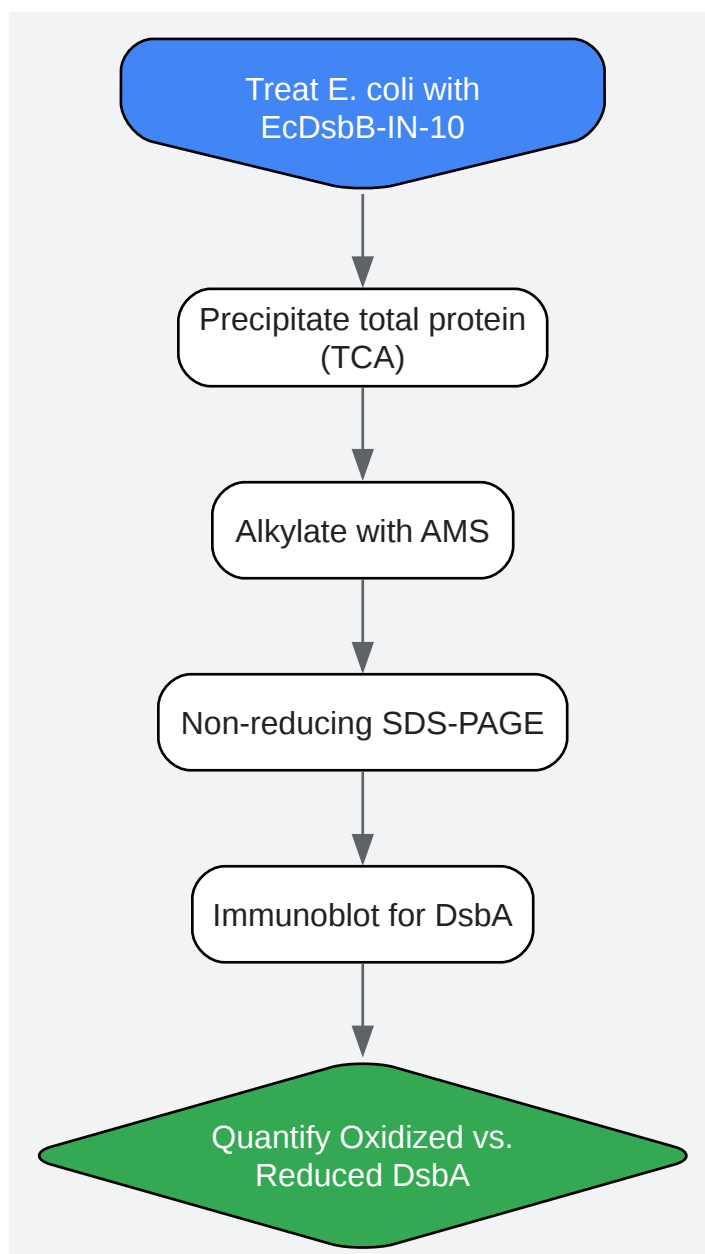 Treat E. coli with
EcDsbB-IN-10
Precipitate total protein
(TCA)
Alkylate with AMS
Non-reducing SDS-PAGE
Immunoblot for DsbA
Quantify Oxidized vs.
Reduced DsbA